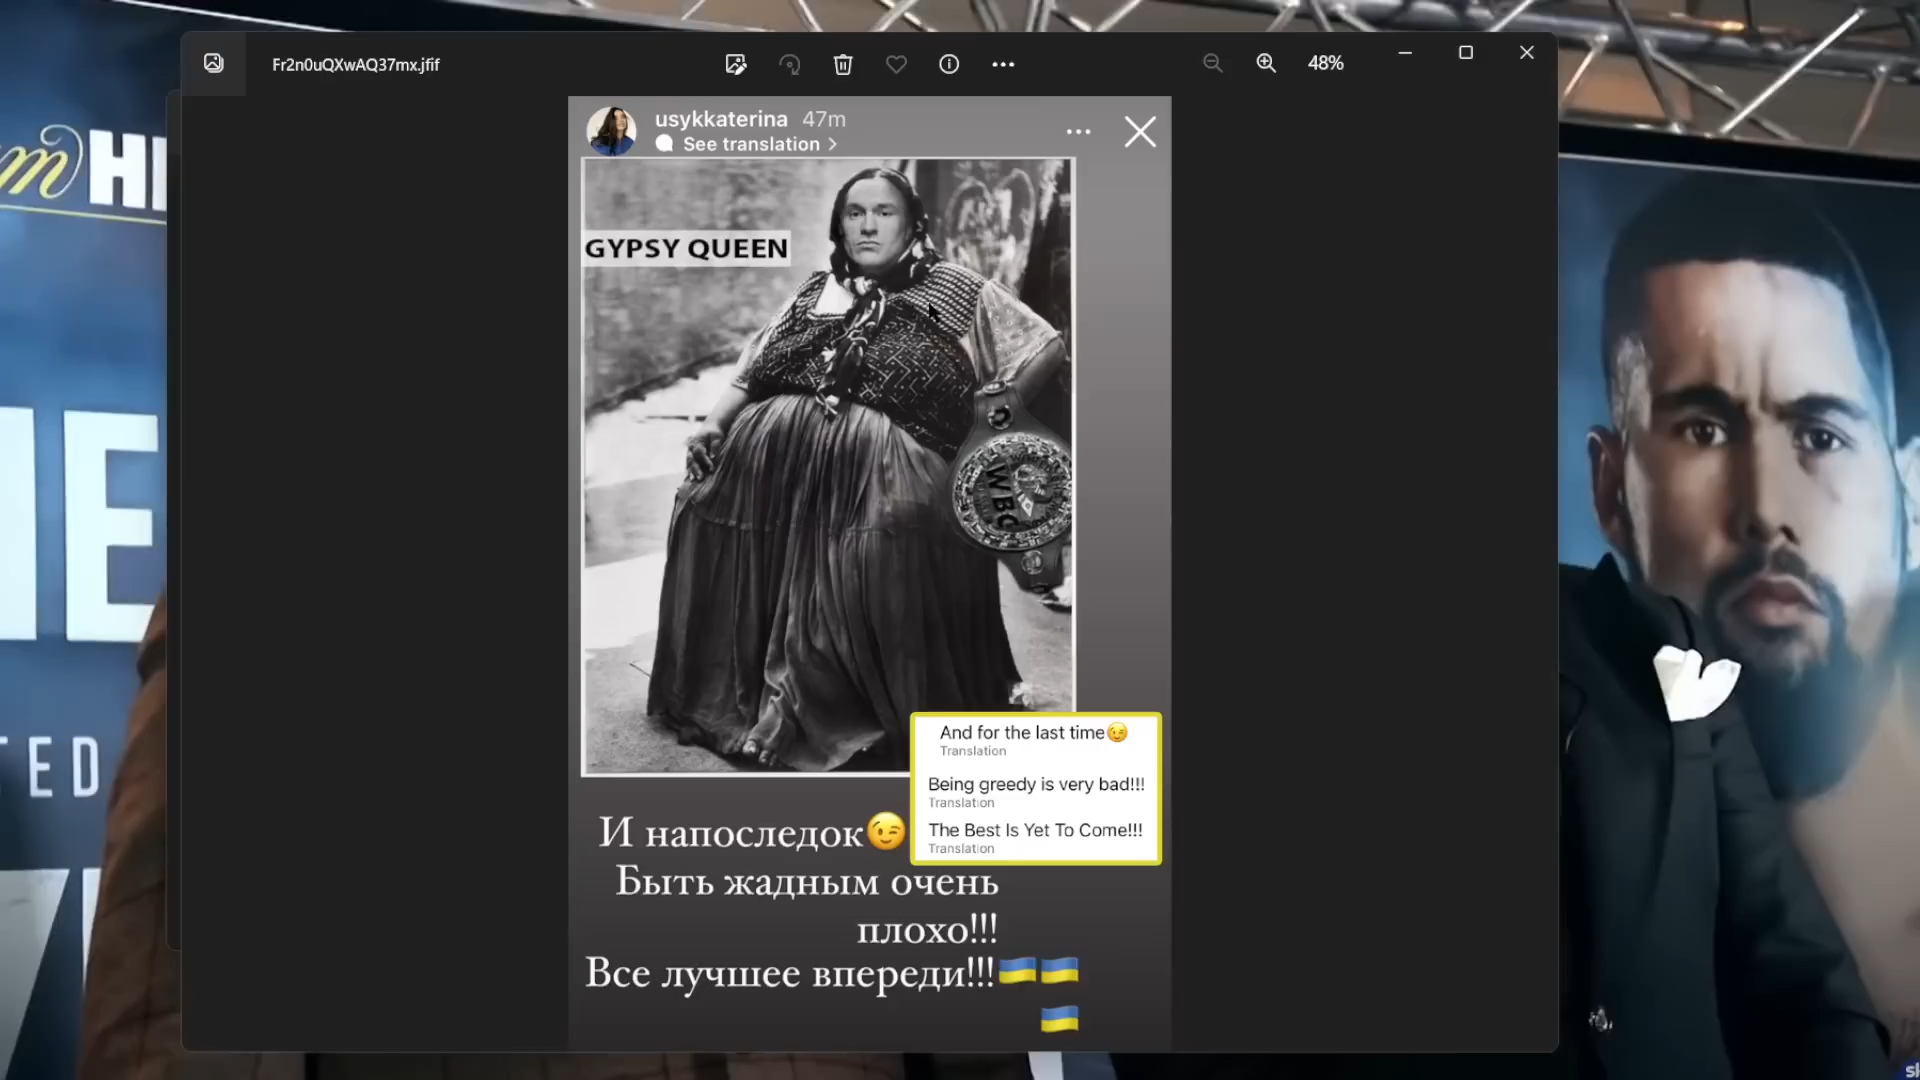 Fr2n0uQXwAQ37mx.jfif
48%
usykkaterina 47m
See translation >
GYPSY QUEEN
WBC
And for the last time😉
Translation
Being greedy is very bad!!!
Translation
The Best Is Yet To Come!!!
Translation
И напоследок😉
Быть жадным очень
плохо!!!
Все лучшее впереди!!!🇺🇦🇺🇦
🇺🇦